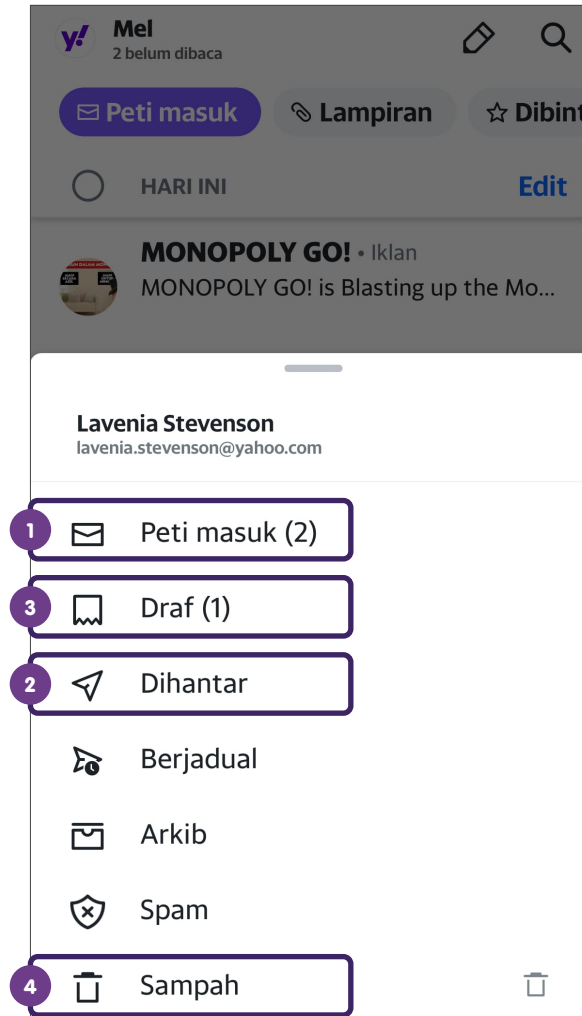 y!
Mel
2 belum dibaca
Peti masuk
Lampiran
Dibint
HARI INI
Edit
MONOPOLY GO! • Iklan
MONOPOLY GO! is Blasting up the Mo...
Lavenia Stevenson
lavenia.stevenson@yahoo.com
1 Peti masuk (2)
3 Draf (1)
2 Dihantar
Berjadual
Arkib
Spam
4 Sampah